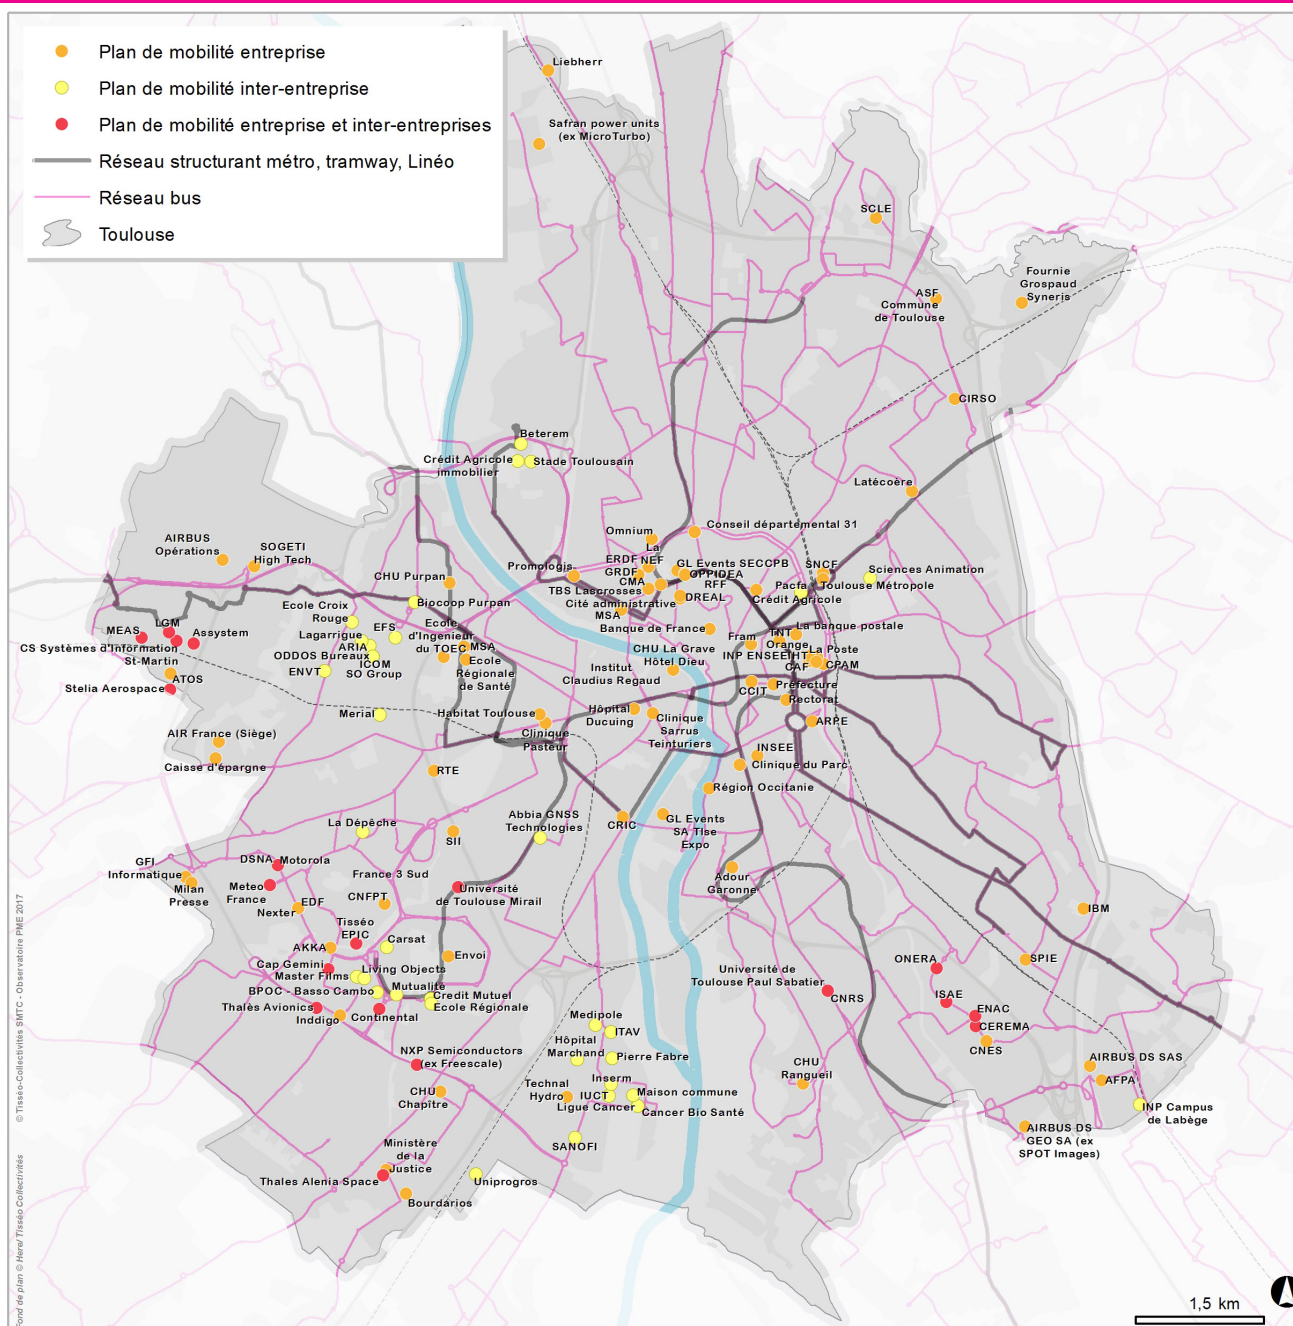 Plan de mobilité entreprise
Plan de mobilité inter-entreprise
Plan de mobilité entreprise et inter-entreprises
Réseau structurant métro, tramway, Linéo
Réseau bus
Toulouse
Liebherr
Safran power units
(ex MicroTurbo)
SCLE
Fournie
Grospaud
Syneris
ASF
Commune
de Toulouse
CIRSO
Beterem
Crédit Agricole
immobilier
Stade Toulousain
Latécoère
Conseil départemental 31
Omnium
La
NEF
ERDF
GRDF
CMA
GL Events SECCPB
OPPIDEA
RFF
SNCF
Sciences Animation
Pacfa
Toulouse Métropole
Crédit Agricole
AIRBUS
Opérations
SOGETI
High Tech
CHU Purpan
Promologis
TBS Lascrosses
Cité administrative
MSA
DREAL
Biocoop Purpan
Ecole Croix
Rouge
EFS
Ecole
d'Ingenieur
du TOEC
MSA
Ecole
Régionale
de Santé
Banque de France
La Banque postale
TNT
Orange
Fram
INP ENSEEIHT
La Poste
CAF
CPAM
MEAS
LGM
Assystem
CS Systèmes d'Information
St-Martin
ATOS
Stelia Aerospace
Lagarrigue
ARIA
ODDOS Bureaux
ICOM
SO Group
ENVT
Merial
CHU La Grave
Hôtel Dieu
Institut
Claudius Regaud
CCIT
Préfecture
Rectorat
ARPE
Habitat Toulouse
Clinique
Pasteur
Hôpital
Ducuing
Clinique
Sarrus
Teinturiers
AIR France (Siège)
Caisse d'épargne
INSEE
Clinique du Parc
RTE
Région Occitanie
Abbia GNSS
Technologies
CRIC
GL Events
SA Tlse
Expo
La Dépêche
SII
GFI
Informatique
Milan
Presse
DSNA
Motorola
Meteo
France
Nexter
EDF
France 3 Sud
CNFPT
Université
de Toulouse Mirail
Adour
Garonne
IBM
Tisséo
EPIC
AKKA
Carsat
Envoi
Cap Gemini
Master Films
Living Objects
BPOC - Basso Cambo
Mutualité
Credit Mutuel
Ecole Régionale
Thalès Avionics
Inddigo
Continental
Université de
Toulouse Paul Sabatier
CNRS
ONERA
SPIE
ISAE
ENAC
CEREMA
CNES
NXP Semiconductors
(ex Freescale)
CHU
Chapître
Medipole
ITAV
Hôpital
Marchand
Pierre Fabre
Inserm
Technal
Hydro
IUCT
Maison commune
Ligue Cancer
Cancer Bio Santé
SANOFI
CHU
Rangueil
AIRBUS DS SAS
AFPA
INP Campus
de Labège
AIRBUS DS
GEO SA (ex
SPOT Images)
Ministère
de la
Justice
Thales Alenia Space
Bourdarios
Uniprogros
1,5 km
© Tisséo-Collectivités SMTC - Observatoire PME 2017
Fond de plan © Here/ Tisséo Collectivités